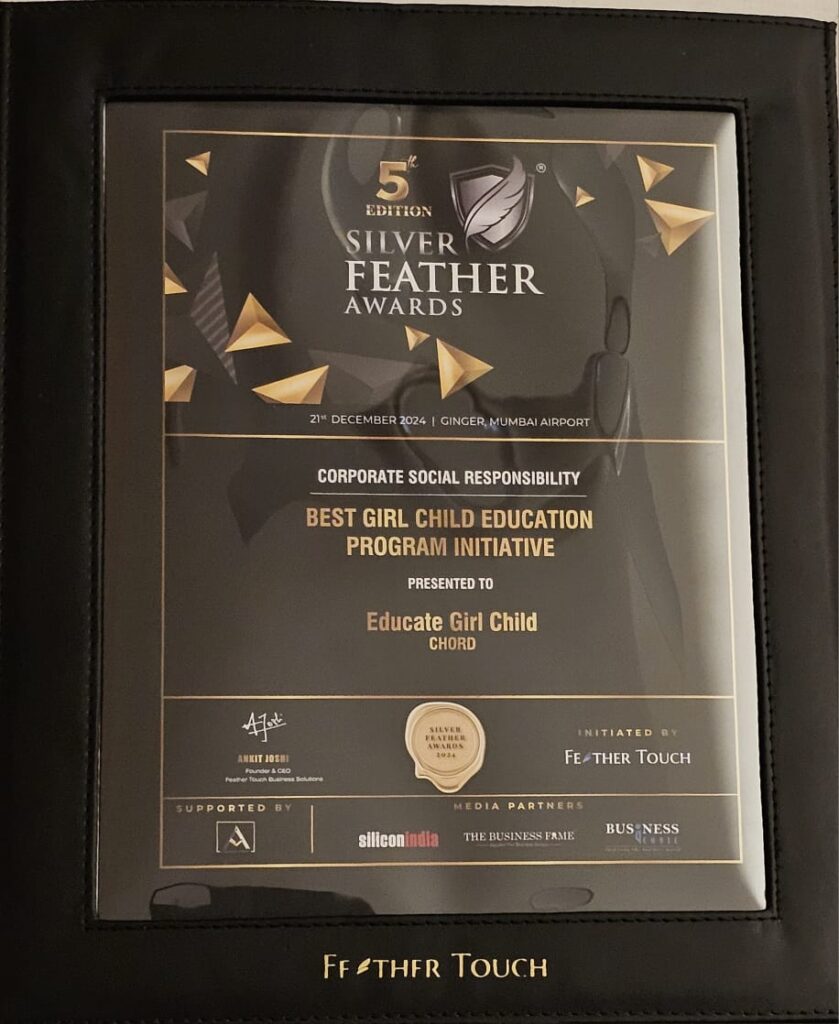 5th
EDITION
®
SILVER
FEATHER
AWARDS
21st DECEMBER 2024 | GINGER, MUMBAI AIRPORT
CORPORATE SOCIAL RESPONSIBILITY
BEST GIRL CHILD EDUCATION
PROGRAM INITIATIVE
PRESENTED TO
Educate Girl Child
CHORD
A.Joshi
ANKIT JOSHI
Founder & CEO
Feather Touch Business Solutions
SILVER
FEATHER
AWARDS
2024
INITIATED BY
FEATHER TOUCH
SUPPORTED BY
A
MEDIA PARTNERS
siliconindia
THE BUSINESS FAME
BUSINESS
FEATHER TOUCH